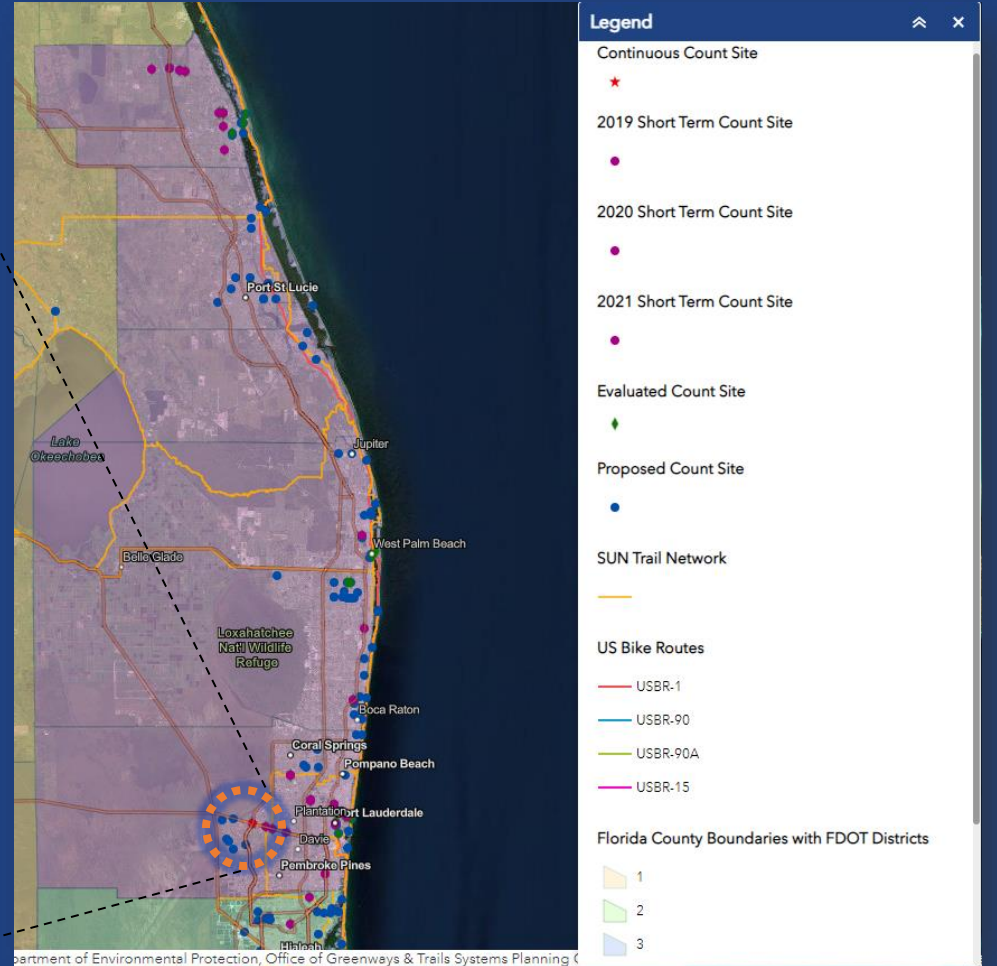 Port St Lucie
Lake
Okeechobee
Jupiter
West Palm Beach
Belle Glade
Loxahatchee
Nat'l Wildlife
Refuge
Boca Raton
Coral Springs
Pompano Beach
Plantation
ort Lauderdale
Davie
Pembroke Pines
Hialeah
partment of Environmental Protection, Office of Greenways & Trails Systems Planning
Legend
Continuous Count Site
2019 Short Term Count Site
2020 Short Term Count Site
2021 Short Term Count Site
Evaluated Count Site
Proposed Count Site
SUN Trail Network
US Bike Routes
USBR-1
USBR-90
USBR-90A
USBR-15
Florida County Boundaries with FDOT Districts
1
2
3